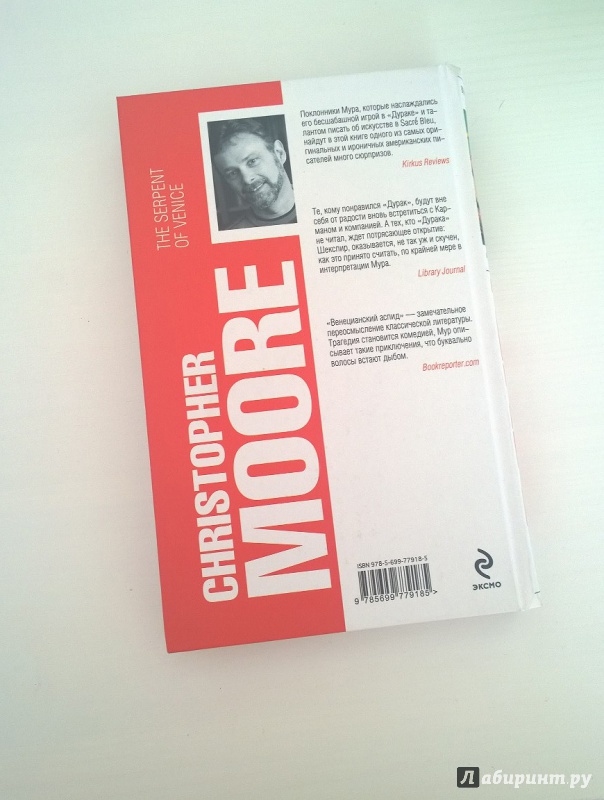 THE SERPENT
OF VENICE
CHRISTOPHER
MOORE
Поклонники Мура, которые наслаждались
его бесшабашной игрой в «Дураке» и та-
лантом писать об искусстве в Sacré Bleu,
найдут в этой книге одного из самых ори-
гинальных и ироничных американских пи-
сателей много сюрпризов.
Kirkus Reviews
Те, кому понравился «Дурак», будут вне
себя от радости вновь встретиться с Кар-
маном и компанией. А тех, кто «Дурака»
не читал, ждет потрясающее открытие:
Шекспир, оказывается, не так уж и скучен,
как это принято считать, по крайней мере в
интерпретации Мура.
Library Journal
«Венецианский аспид» — замечательное
переосмысление классической литературы.
Трагедия становится комедией, Мур опи-
сывает такие приключения, что буквально
волосы встают дыбом.
Bookreporter.com
ISBN 978-5-699-77918-5
9 785699 779185>
ЭКСМО
Лабиринт.ру